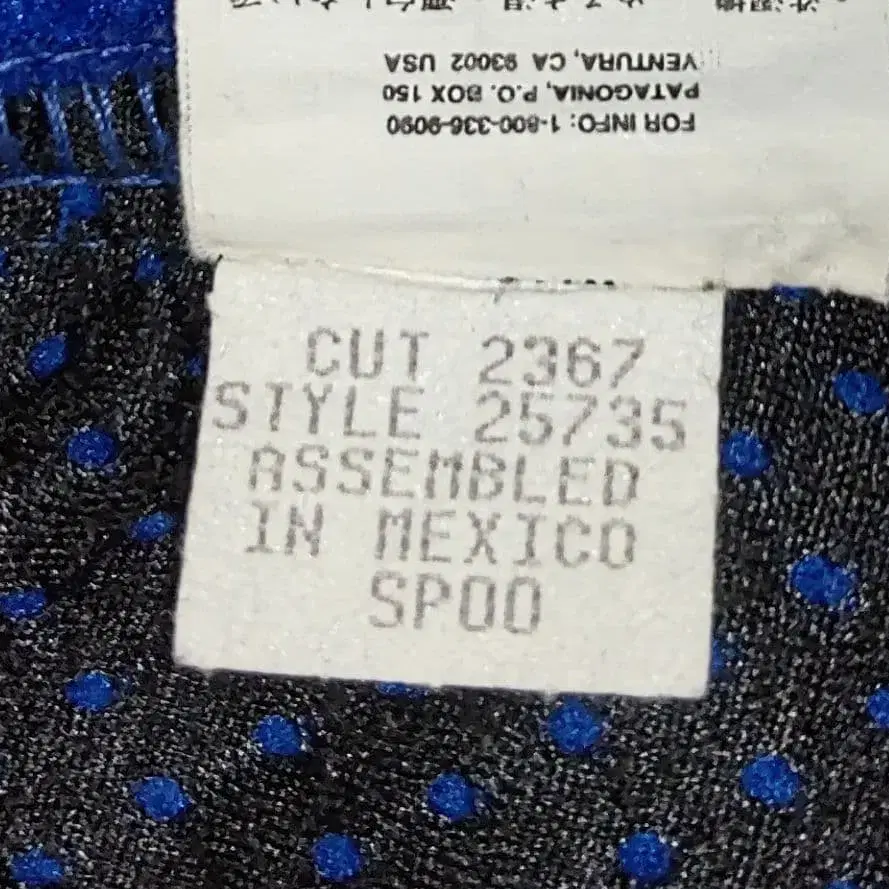 FOR INFO: 1-800-336-9090
PATAGONIA, P.O. BOX 150
VENTURA, CA 93002 USA
CUT 2367
STYLE 25735
ASSEMBLED
IN MEXICO
SP00